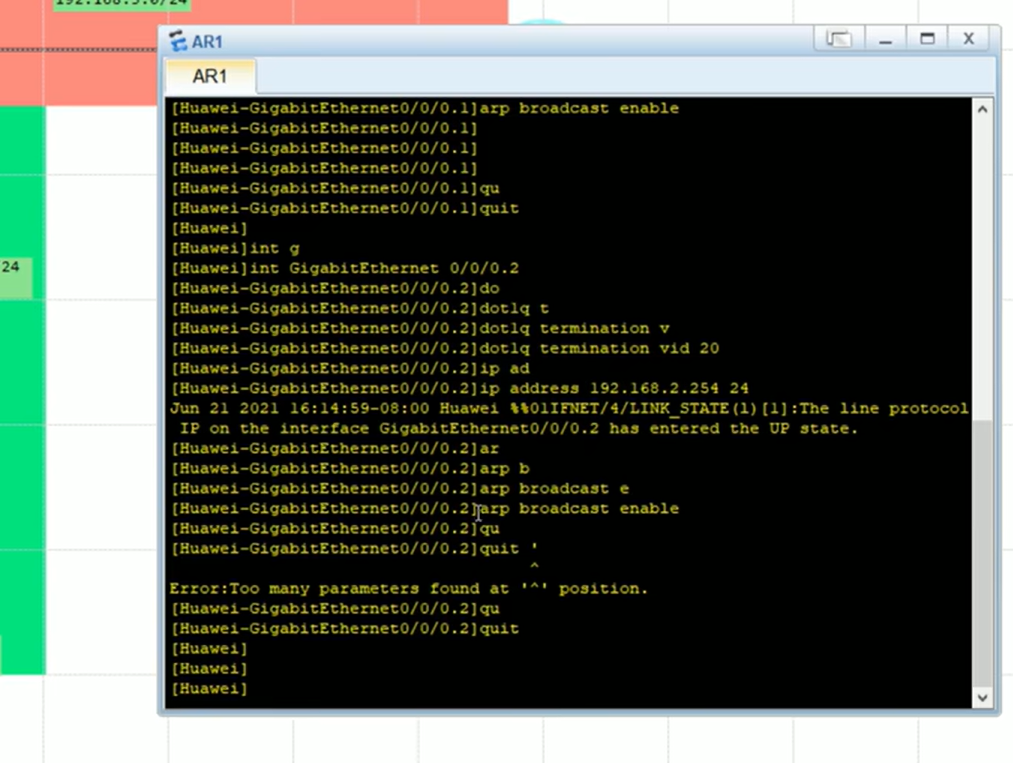 192.168.3.0/24
AR1
AR1
[Huawei-GigabitEthernet0/0/0.1]arp broadcast enable
[Huawei-GigabitEthernet0/0/0.1]
[Huawei-GigabitEthernet0/0/0.1]
[Huawei-GigabitEthernet0/0/0.1]
[Huawei-GigabitEthernet0/0/0.1]qu
[Huawei-GigabitEthernet0/0/0.1]quit
[Huawei]
[Huawei]int g
[Huawei]int GigabitEthernet 0/0/0.2
[Huawei-GigabitEthernet0/0/0.2]do
[Huawei-GigabitEthernet0/0/0.2]dot1q t
[Huawei-GigabitEthernet0/0/0.2]dot1q termination v
[Huawei-GigabitEthernet0/0/0.2]dot1q termination vid 20
[Huawei-GigabitEthernet0/0/0.2]ip ad
[Huawei-GigabitEthernet0/0/0.2]ip address 192.168.2.254 24
Jun 21 2021 16:14:59-08:00 Huawei %%01IFNET/4/LINK_STATE(l)[1]:The line protocol
IP on the interface GigabitEthernet0/0/0.2 has entered the UP state.
[Huawei-GigabitEthernet0/0/0.2]ar
[Huawei-GigabitEthernet0/0/0.2]arp b
[Huawei-GigabitEthernet0/0/0.2]arp broadcast e
[Huawei-GigabitEthernet0/0/0.2]arp broadcast enable
[Huawei-GigabitEthernet0/0/0.2]qu
[Huawei-GigabitEthernet0/0/0.2]quit '
^
Error:Too many parameters found at '^' position.
[Huawei-GigabitEthernet0/0/0.2]qu
[Huawei-GigabitEthernet0/0/0.2]quit
[Huawei]
[Huawei]
[Huawei]
24